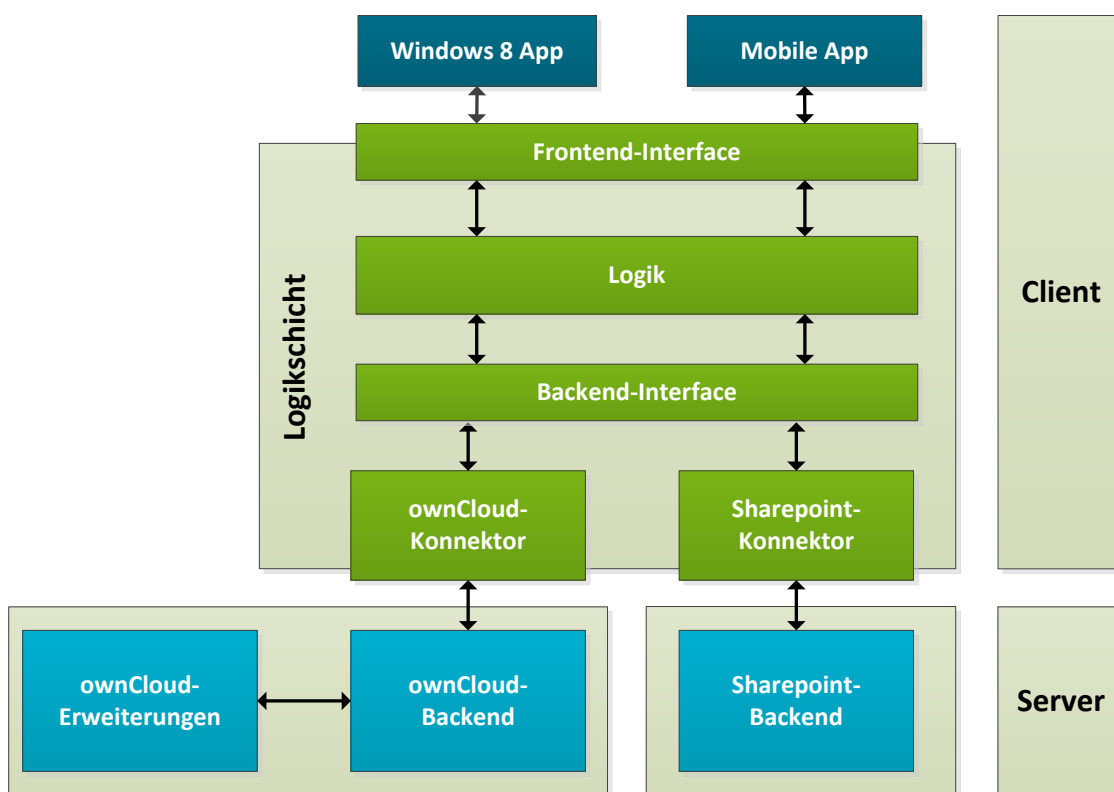 Windows 8 App
Mobile App
Frontend-Interface
Logik
Logikschicht
Client
Backend-Interface
ownCloud-
Konnektor
Sharepoint-
Konnektor
ownCloud-
Erweiterungen
ownCloud-
Backend
Sharepoint-
Backend
Server